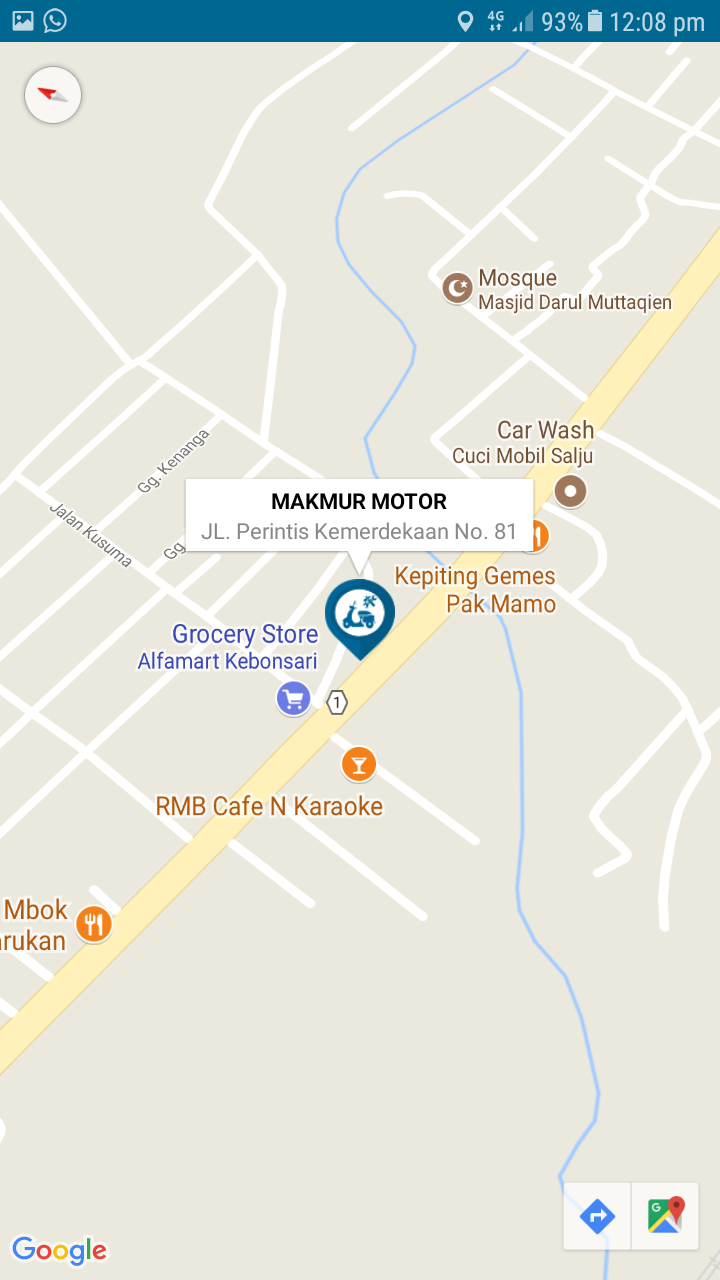 4G 93% 12:08 pm
Mosque
Masjid Darul Muttaqien
Car Wash
Cuci Mobil Salju
Gg. Kenanga
Jalan Kusuma
Gg.
MAKMUR MOTOR
JL. Perintis Kemerdekaan No. 81
Kepiting Gemes
Pak Mamo
Grocery Store
Alfamart Kebonsari
1
RMB Cafe N Karaoke
Mbok
rukan
Google